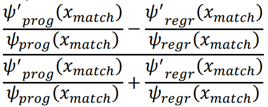 ψ′prog(xmatch)/ψprog(xmatch) − ψ′regr(xmatch)/ψregr(xmatch)
ψ′prog(xmatch)/ψprog(xmatch) + ψ′regr(xmatch)/ψregr(xmatch)